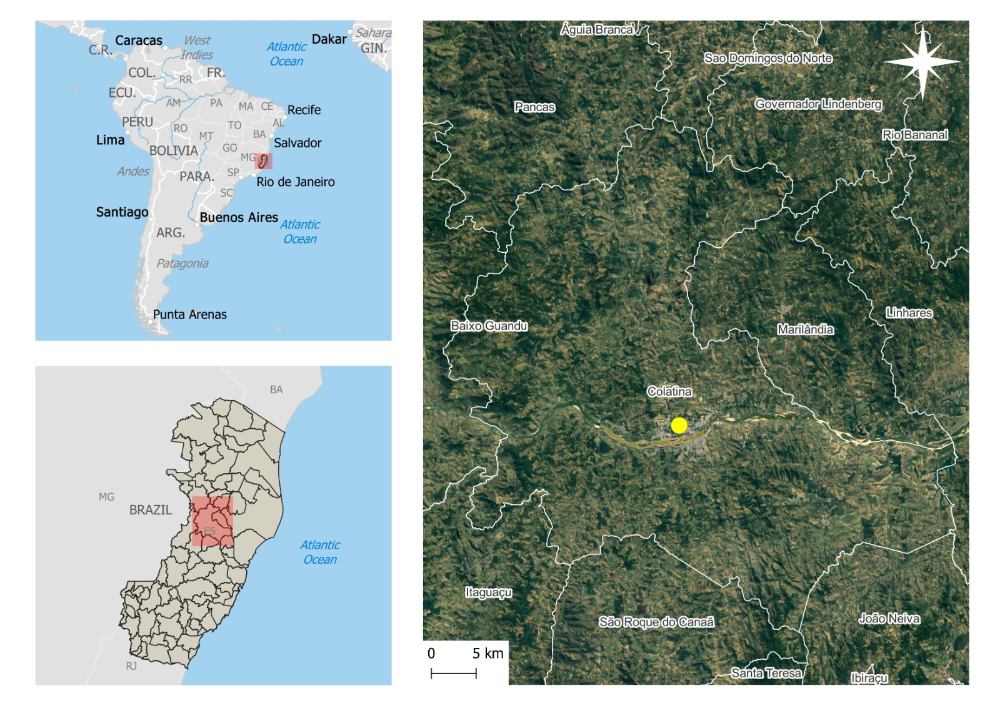 Caracas
West
Indies
Atlantic
Ocean
Dakar
Sahara
GIN.
C.R.
COL.
RR
FR.
ECU.
AM
PA
MA
CE
Recife
PERU
RO
TO
AL
MT
BA
Lima
BOLIVIA
GO
Salvador
MG
ES
Andes
PARA.
SP
Rio de Janeiro
SC
Santiago
Buenos Aires
Atlantic
Ocean
ARG.
Patagonia
Punta Arenas
BA
MG
BRAZIL
ES
Atlantic
Ocean
RJ
Águia Branca
Sao Domingos do Norte
Pancas
Governador Lindenberg
Rio Bananal
Linhares
Baixo Guandu
Marilândia
Colatina
Itaguaçu
São Roque do Canaã
João Neiva
0 5 km
Santa Teresa
Ibiraçu